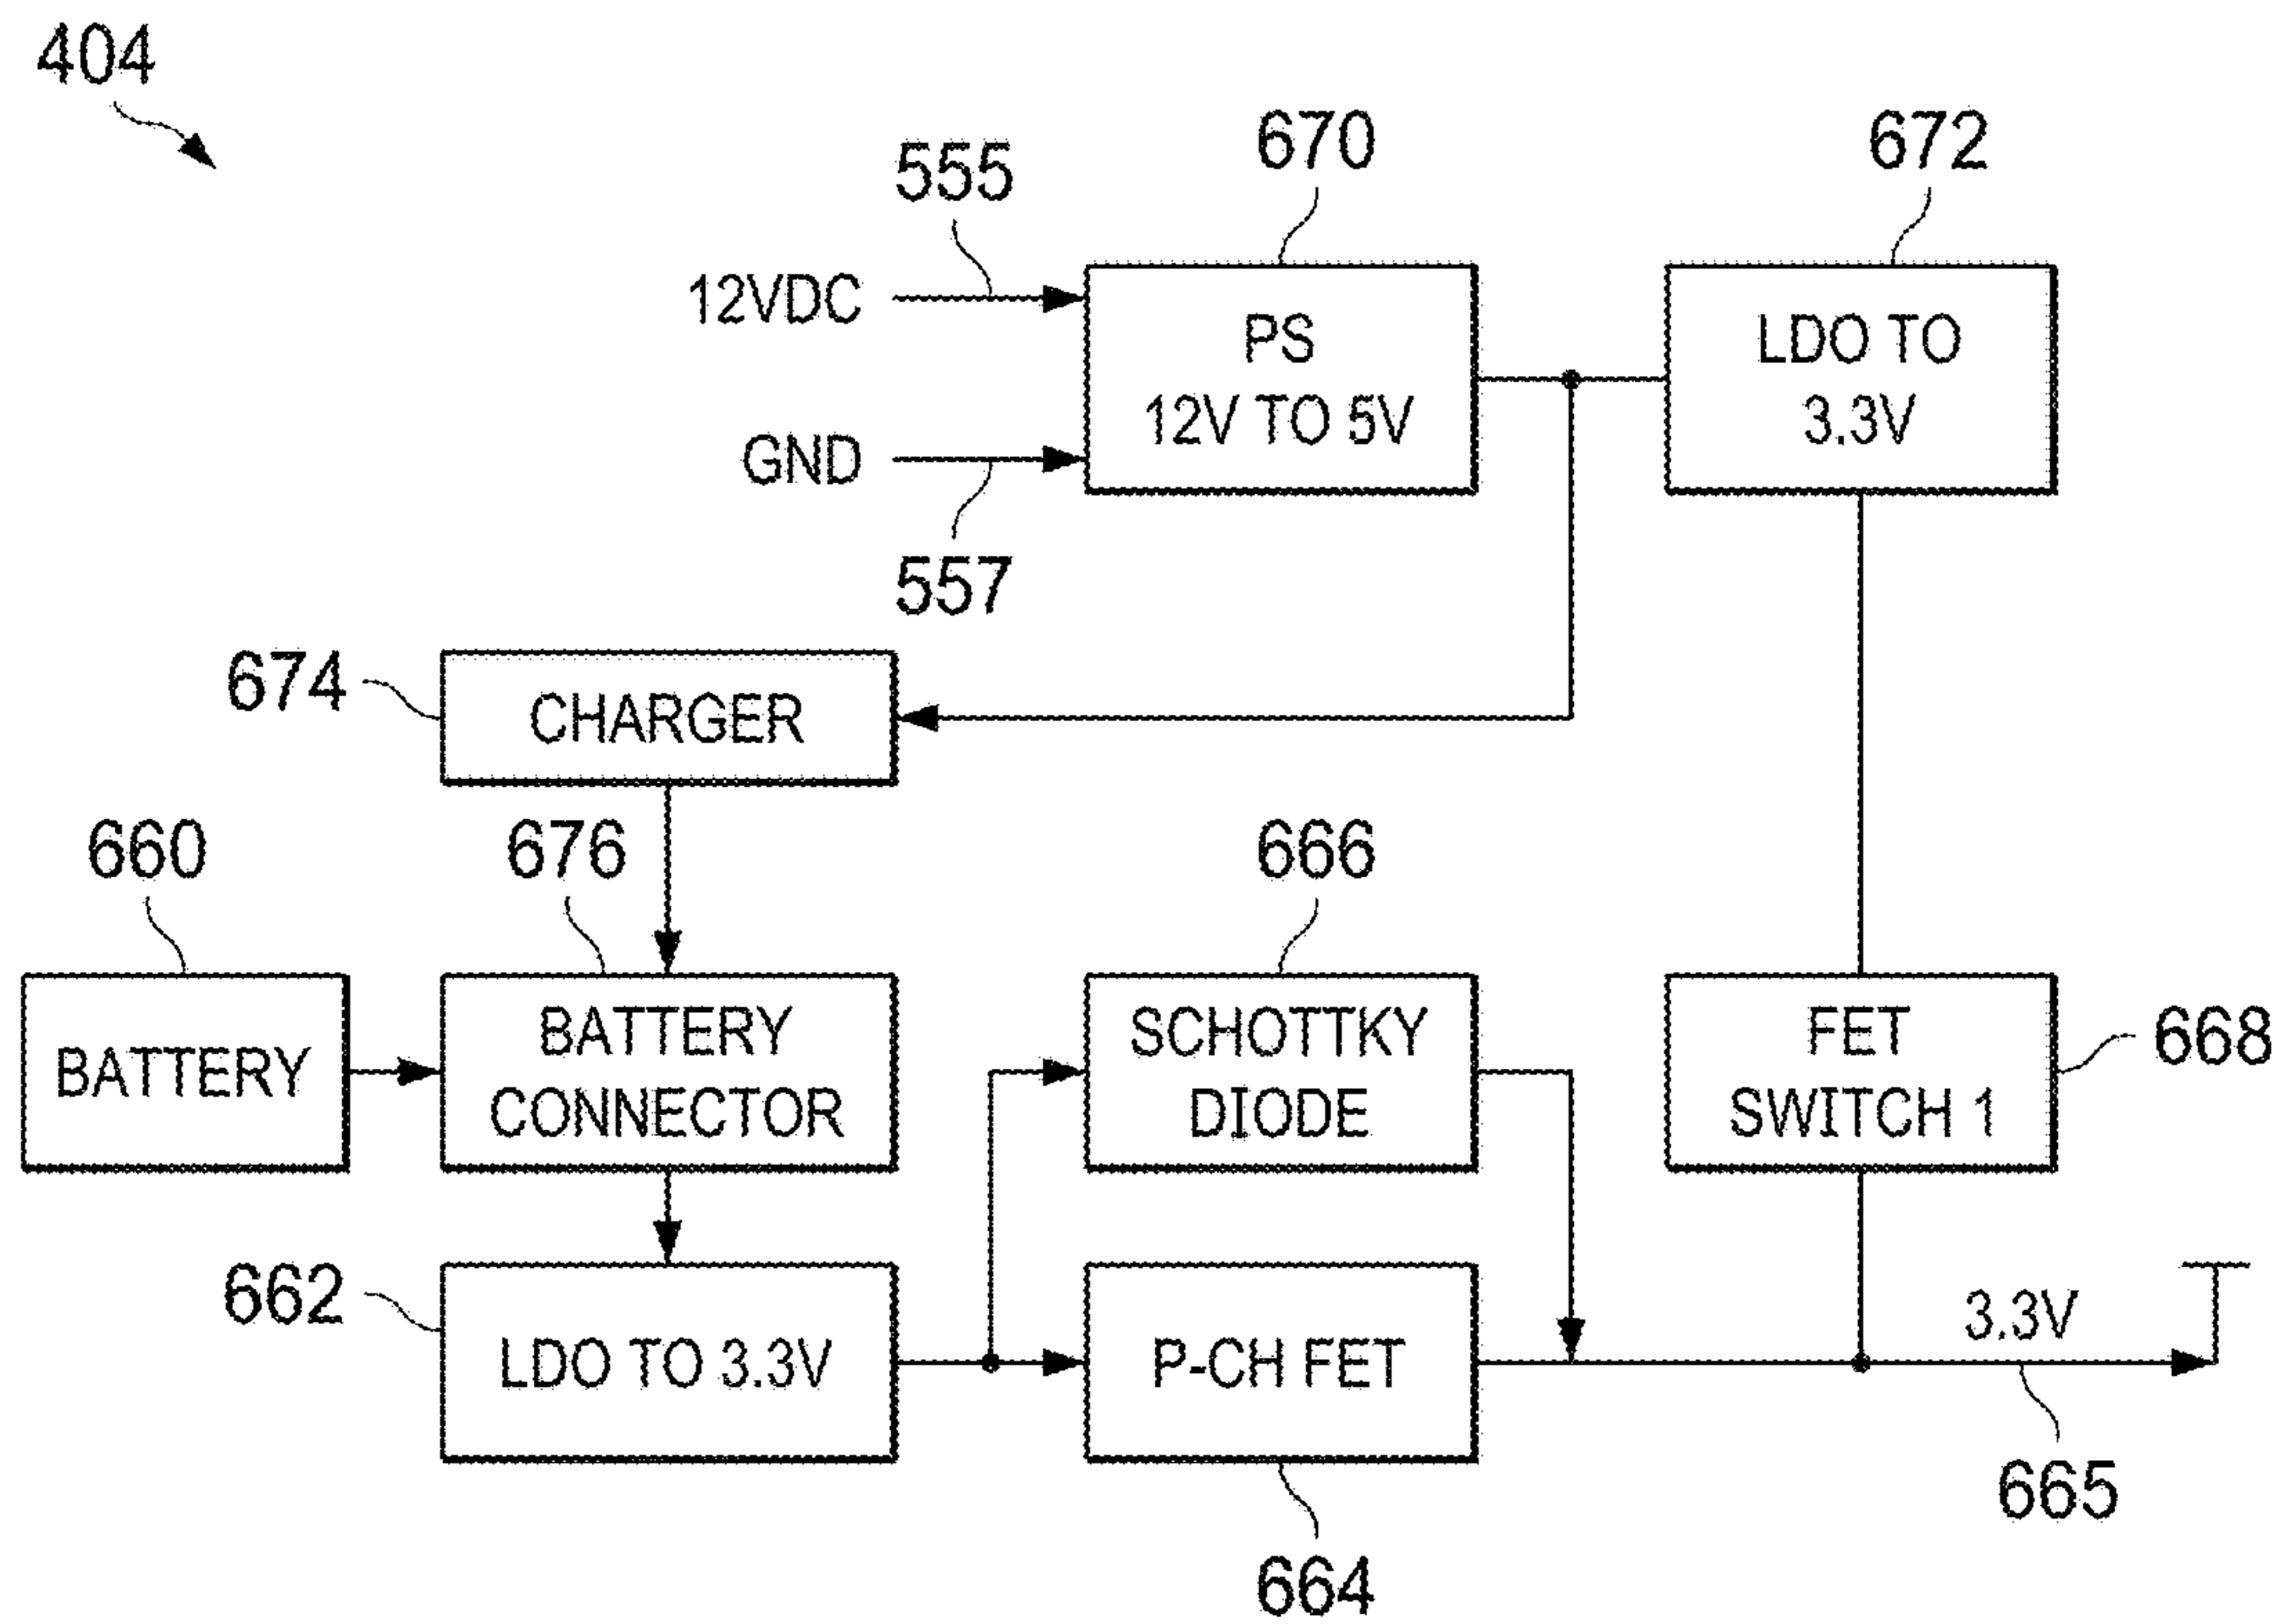 404
670
672
555
12VDC
PS
12V TO 5V
LDO TO
3.3V
GND
557
674
CHARGER
660
676
666
BATTERY
BATTERY
CONNECTOR
SCHOTTKY
DIODE
FET
SWITCH 1
668
662
LDO TO 3.3V
P-CH FET
3.3V
665
664